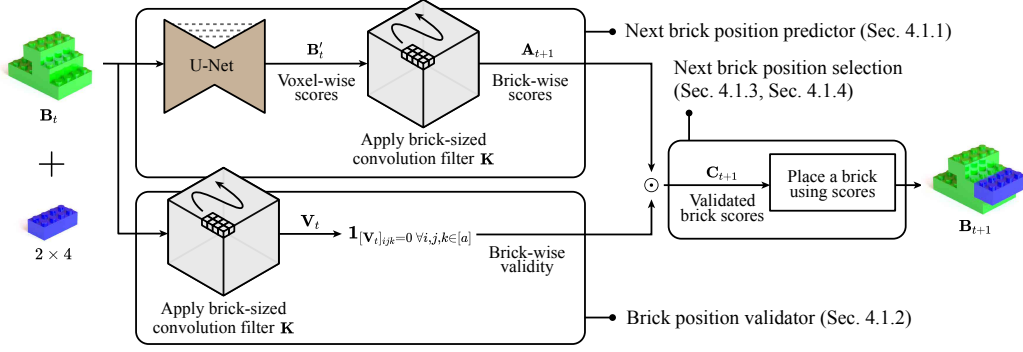 B_t
2 × 4
U-Net
B′_t
Voxel-wise
scores
Apply brick-sized
convolution filter K
A_{t+1}
Brick-wise
scores
Next brick position predictor (Sec. 4.1.1)
Next brick position selection
(Sec. 4.1.3, Sec. 4.1.4)
Apply brick-sized
convolution filter K
V_t
1_{[V_t]_{ijk}=0 ∀i,j,k∈[a]}
Brick-wise
validity
⊙
C_{t+1}
Validated
brick scores
Place a brick
using scores
B_{t+1}
Brick position validator (Sec. 4.1.2)